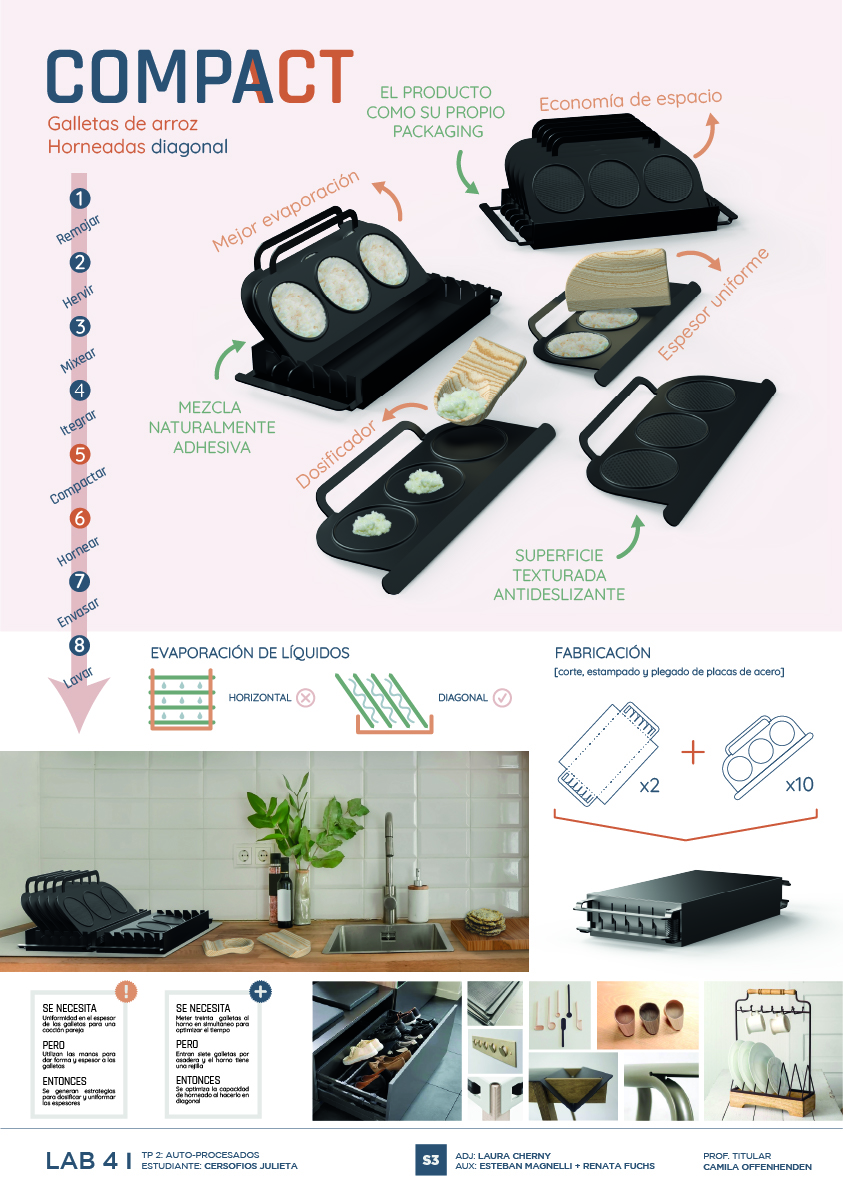 COMPACT
Galletas de arroz
Horneadas diagonal
EL PRODUCTO
COMO SU PROPIO
PACKAGING
Economía de espacio
Mejor evaporación
Espesor uniforme
MEZCLA
NATURALMENTE
ADHESIVA
Dosificador
SUPERFICIE
TEXTURADA
ANTIDESLIZANTE
1
Remojar
2
Hervir
3
Mixear
4
Itegrar
5
Compactar
6
Hornear
7
Envasar
8
Lavar
EVAPORACIÓN DE LÍQUIDOS
HORIZONTAL
DIAGONAL
FABRICACIÓN
[corte, estampado y plegado de placas de acero]
x2
+
x10
!
SE NECESITA
Uniformidad en el espesor
de las galletas para una
cocción pareja
PERO
Utilizan las manos para
dar forma y espesor a las
galletas
ENTONCES
Se generan estrategias
para dosificar y uniformar
los espesores
+
SE NECESITA
Meter treinta galletas al
horno en simultaneo para
optimizar el tiempo
PERO
Entran siete galletas por
asadera y el horno tiene
una rejilla
ENTONCES
Se optimiza la capacidad
de horneado al hacerlo en
diagonal
LAB 4 I
TP 2: AUTO-PROCESADOS
ESTUDIANTE: CERSOFIOS JULIETA
S3
ADJ: LAURA CHERNY
AUX: ESTEBAN MAGNELLI + RENATA FUCHS
PROF. TITULAR
CAMILA OFFENHENDEN